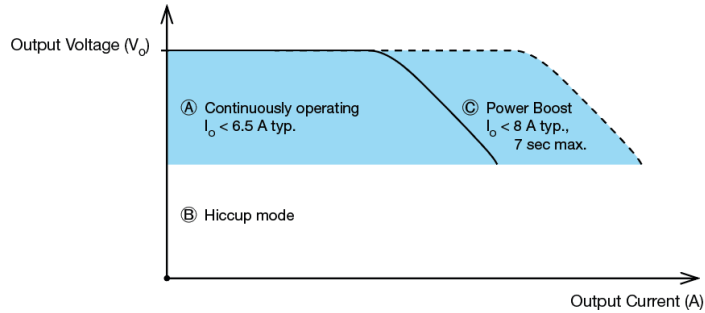 Output Voltage (Vo)
Ⓐ Continuously operating
Io < 6.5 A typ.
Ⓒ Power Boost
Io < 8 A typ.,
7 sec max.
Ⓑ Hiccup mode
Output Current (A)